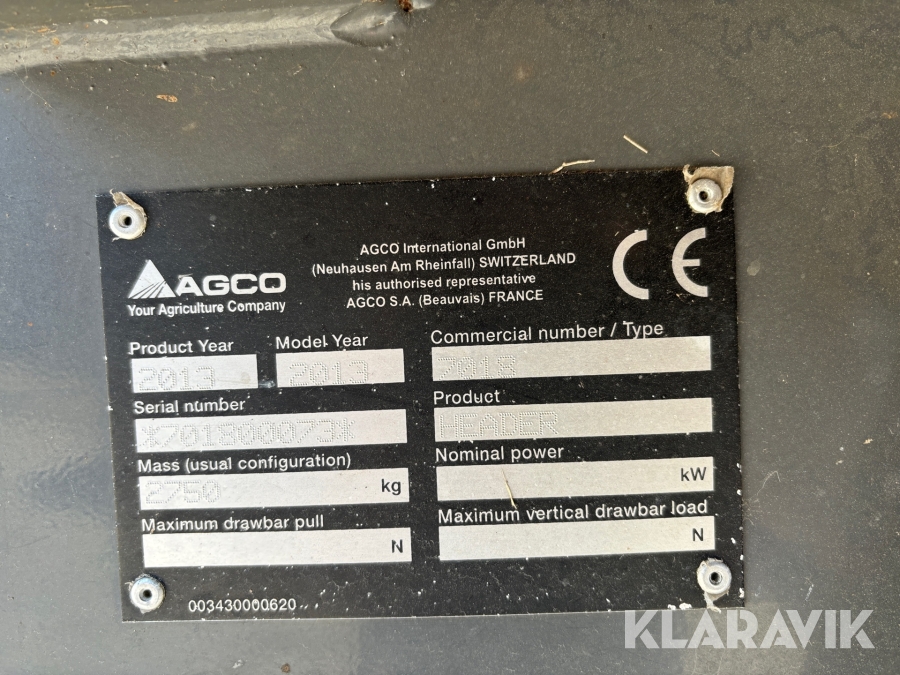 AGCO
Your Agriculture Company
AGCO International GmbH
(Neuhausen Am Rheinfall) SWITZERLAND
his authorised representative
AGCO S.A. (Beauvais) FRANCE
CE
Product Year
Model Year
Commercial number / Type
2013
2013
7018
Serial number
Product
*701800073*
HEADER
Mass (usual configuration)
Nominal power
2750 kg
kW
Maximum drawbar pull
Maximum vertical drawbar load
N
N
003430000620
KLARAVIK